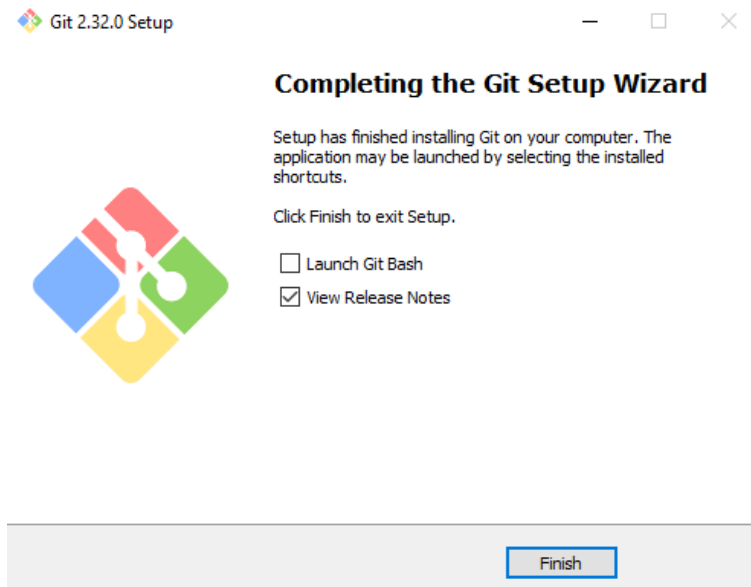 Git 2.32.0 Setup
Completing the Git Setup Wizard
Setup has finished installing Git on your computer. The
application may be launched by selecting the installed
shortcuts.
Click Finish to exit Setup.
Launch Git Bash
View Release Notes
Finish